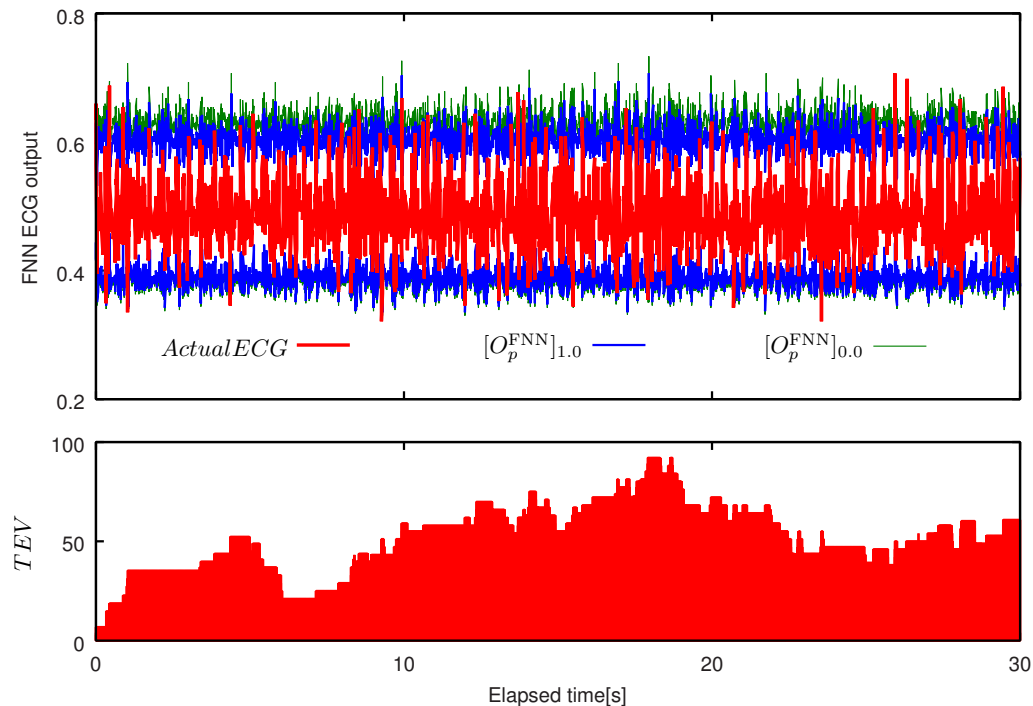 0.8
0.6
0.4
0.2
FNN ECG output
ActualECG
[O_p^FNN]_1.0
[O_p^FNN]_0.0
100
50
0
TEV
0
10
20
30
Elapsed time[s]